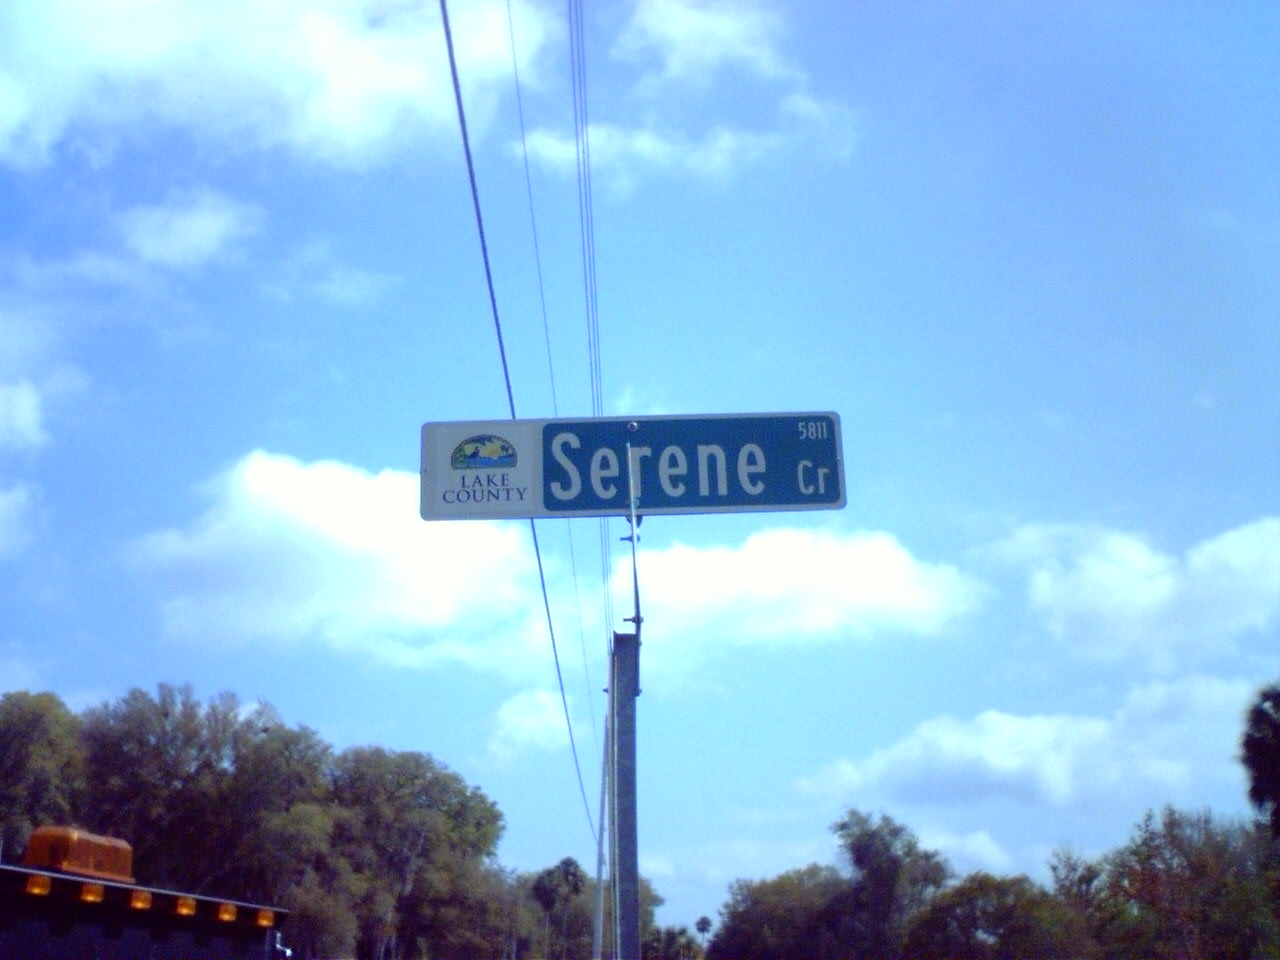 LAKE
COUNTY
Serene
5811
Cr